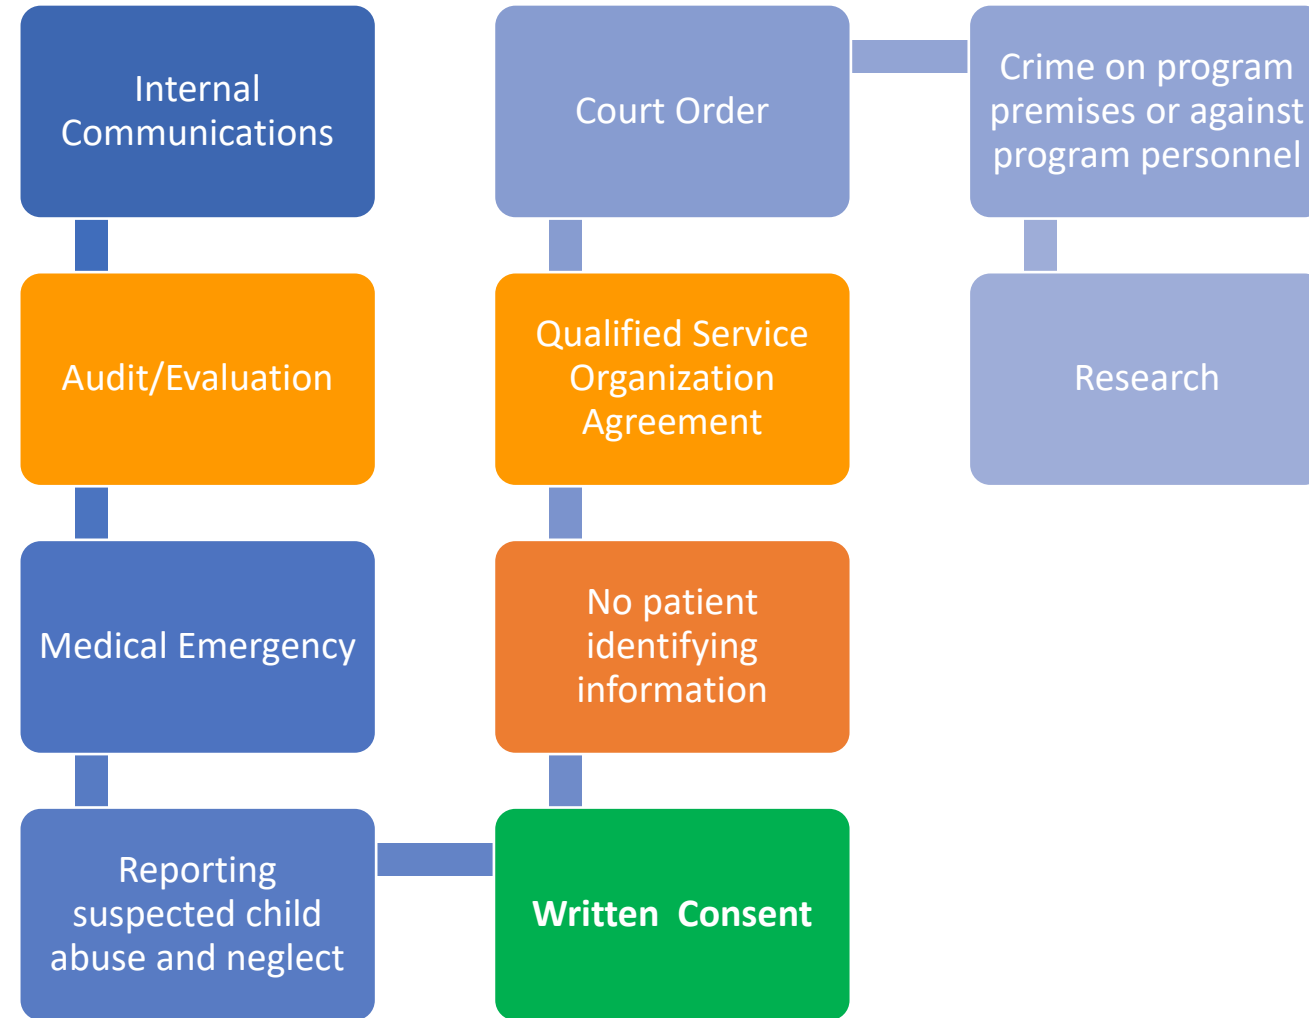 Internal
Communications
Audit/Evaluation
Medical Emergency
Reporting
suspected child
abuse and neglect
Written  Consent
No patient
identifying
information
Qualified Service
Organization
Agreement
Court Order
Crime on program
premises or against
program personnel
Research